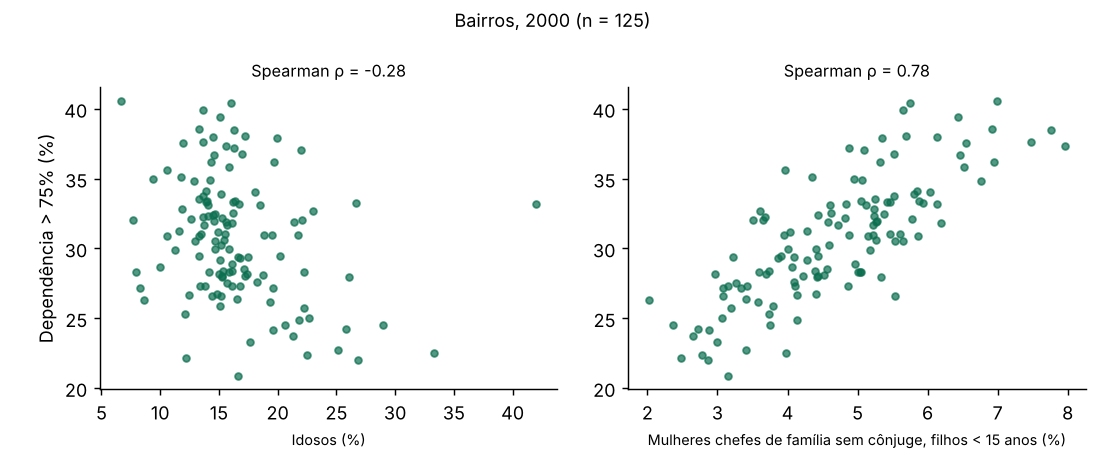 Bairros, 2000 (n = 125)
Spearman ρ = -0.28
Dependência > 75% (%)
40
35
30
25
20
5 10 15 20 25 30 35 40
Idosos (%)
Spearman ρ = 0.78
40
35
30
25
20
2 3 4 5 6 7 8
Mulheres chefes de família sem cônjuge, filhos < 15 anos (%)